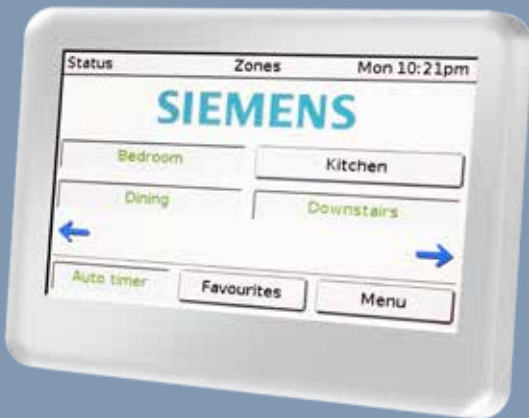 Status Zones Mon 10:21pm
SIEMENS
Bedroom Kitchen
Dining Downstairs
Auto timer Favourites Menu